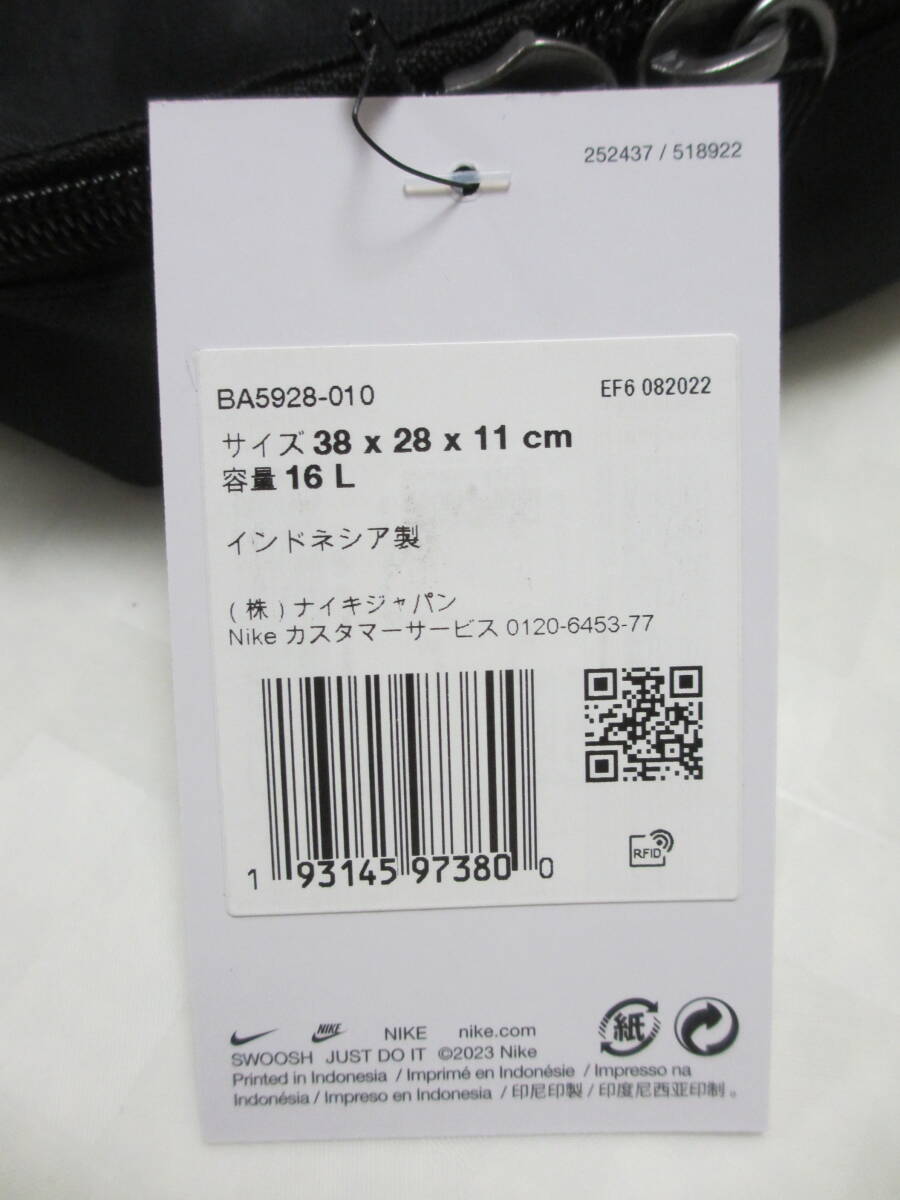 252437 / 518922
BA5928-010
EF6 082022
サイズ 38 x 28 x 11 cm
容量 16 L
インドネシア製
(株)ナイキジャパン
Nike カスタマーサービス 0120-6453-77
1 93145 97380 0
RFID
NIKE NIKE nike.com
紙
SWOOSH JUST DO IT ©2023 Nike
Printed in Indonesia / Imprimé en Indonésie / Impresso na
Indonésia / Impreso en Indonesia / 印尼印製 / 印度尼西亚印制。